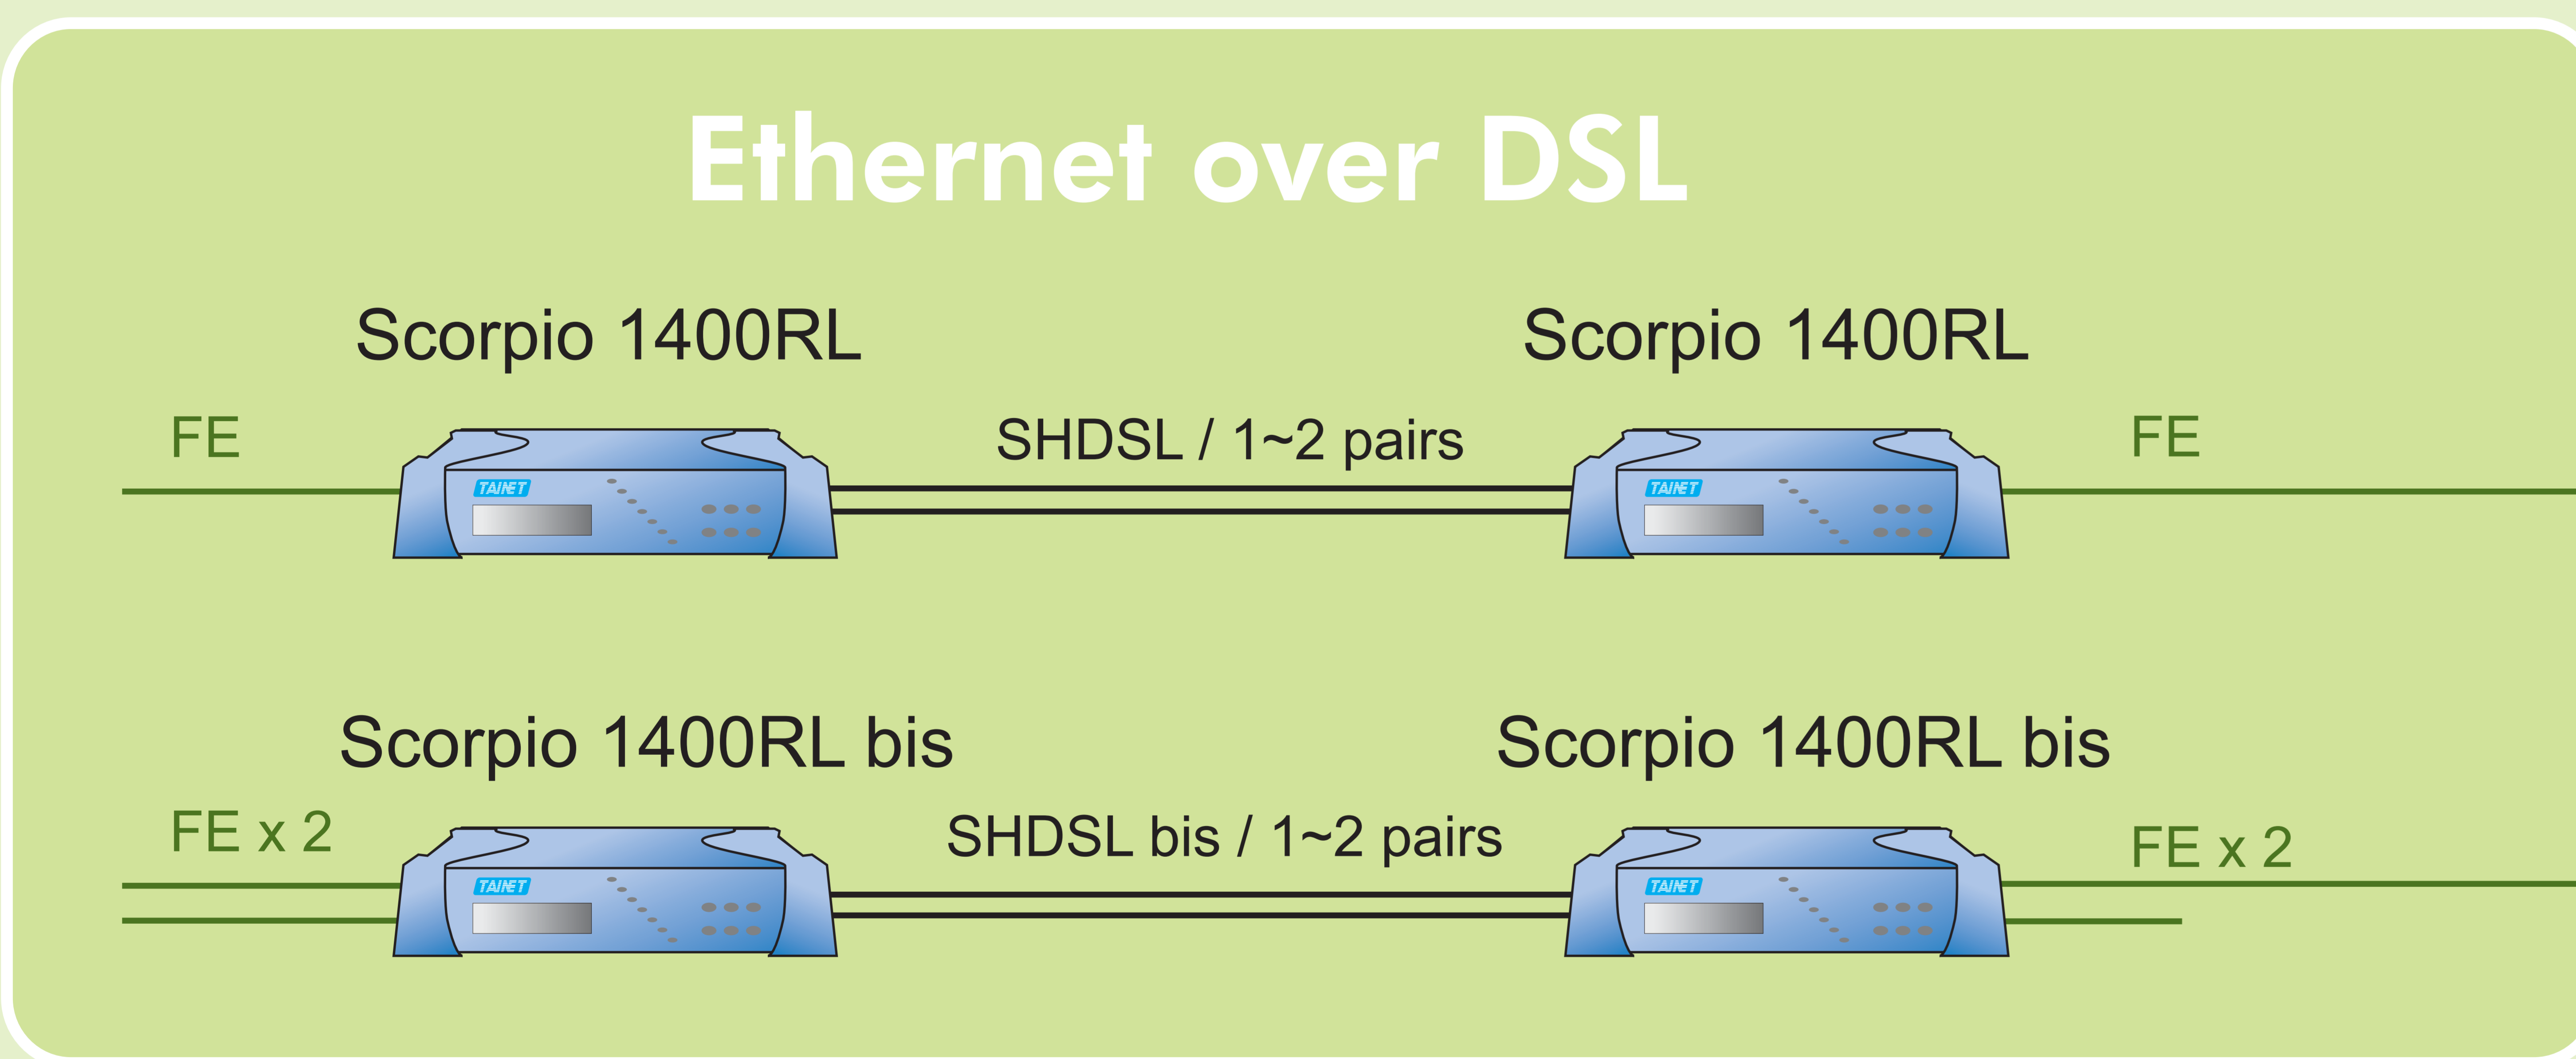 Ethernet over DSL
Scorpio 1400RL
Scorpio 1400RL
FE
SHDSL / 1~2 pairs
FE
TAINET
TAINET
Scorpio 1400RL bis
Scorpio 1400RL bis
FE x 2
SHDSL bis / 1~2 pairs
FE x 2
TAINET
TAINET